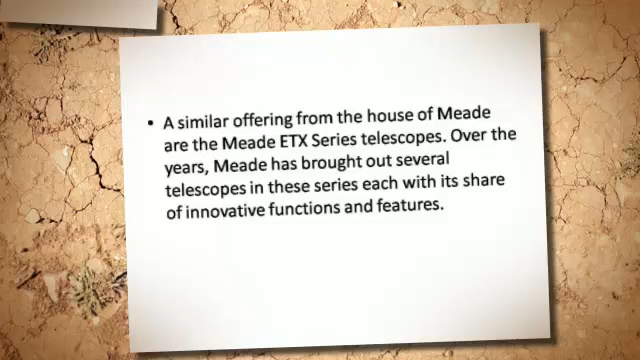 • A similar offering from the house of Meade
are the Meade ETX Series telescopes. Over the
years, Meade has brought out several
telescopes in these series each with its share
of innovative functions and features.